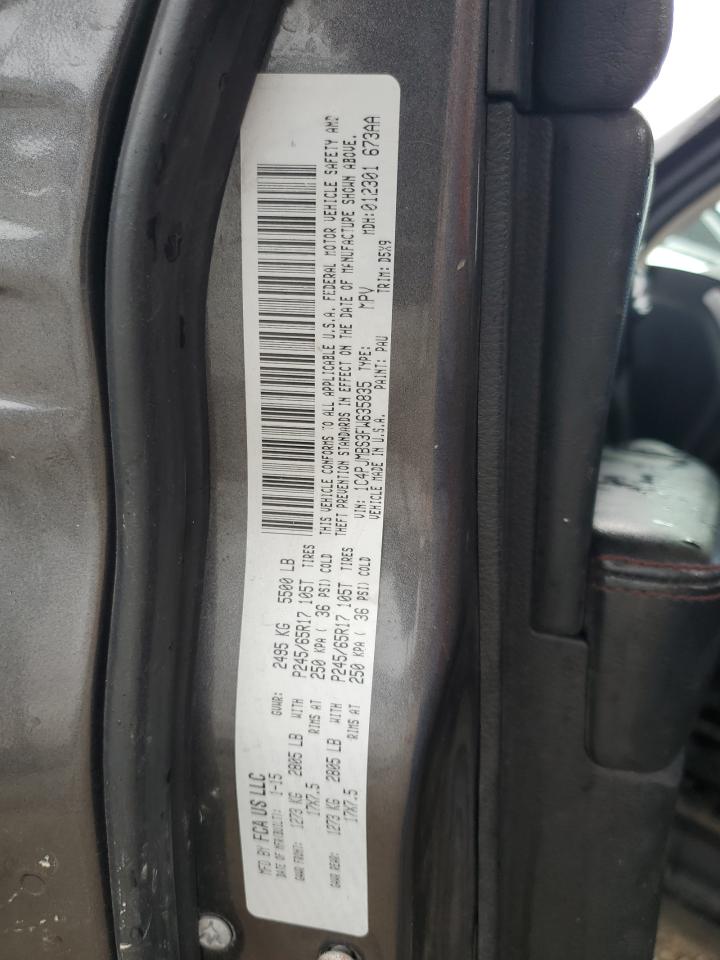 MFD BY FCA US LLC
DATE OF MFR(BUILT): 1-15 GVWR: 2495 KG 5500 LB
GAWR FRONT: 1273 KG 2805 LB WITH P245/65R17 105T TIRES
17X7.5 RIMS AT 250 KPA ( 36 PSI) COLD
GAWR REAR: 1273 KG 2805 LB WITH P245/65R17 105T TIRES
17X7.5 RIMS AT 250 KPA ( 36 PSI) COLD
THIS VEHICLE CONFORMS TO ALL APPLICABLE U.S.A. FEDERAL MOTOR VEHICLE SAFETY AND
THEFT PREVENTION STANDARDS IN EFFECT ON THE DATE OF MANUFACTURE SHOWN ABOVE.
VIN: 1C4PJMBS3FW635835 TYPE: MPV MDH:012301 673AA
VEHICLE MADE IN U.S.A. PAINT: PAU TRIM: D5X9